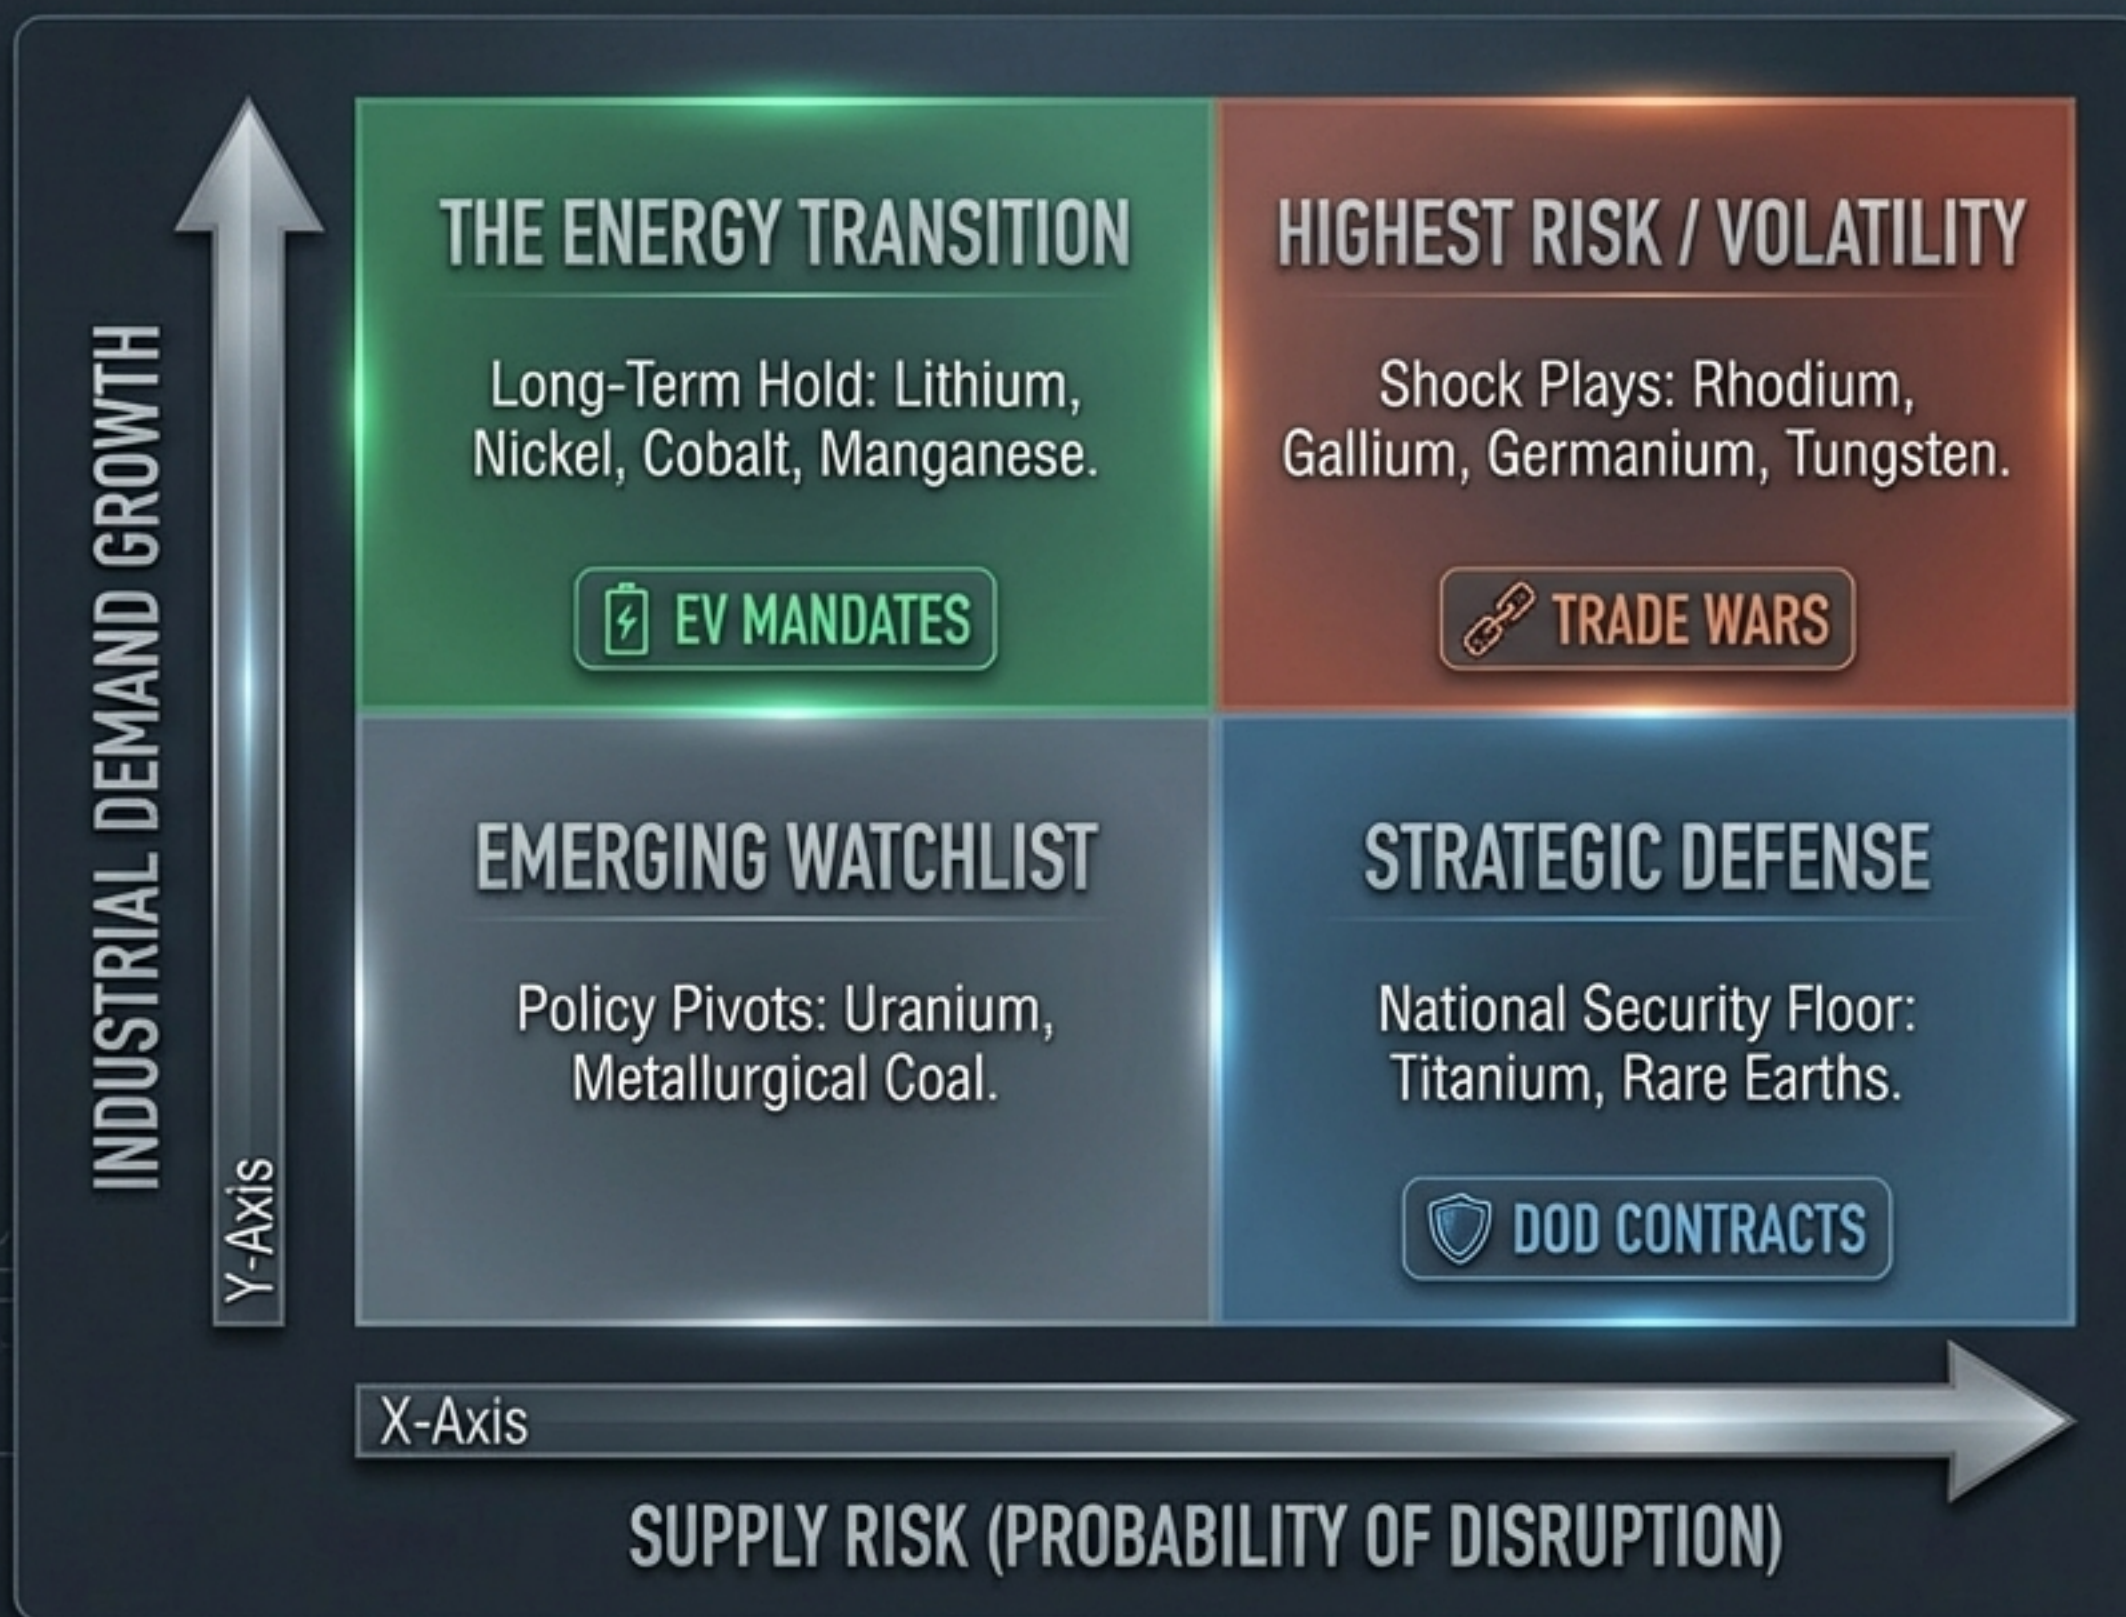 INDUSTRIAL DEMAND GROWTH
Y-Axis
THE ENERGY TRANSITION
Long-Term Hold: Lithium,
Nickel, Cobalt, Manganese.
EV MANDATES
HIGHEST RISK / VOLATILITY
Shock Plays: Rhodium,
Gallium, Germanium, Tungsten.
TRADE WARS
EMERGING WATCHLIST
Policy Pivots: Uranium,
Metallurgical Coal.
STRATEGIC DEFENSE
National Security Floor:
Titanium, Rare Earths.
DOD CONTRACTS
X-Axis
SUPPLY RISK (PROBABILITY OF DISRUPTION)